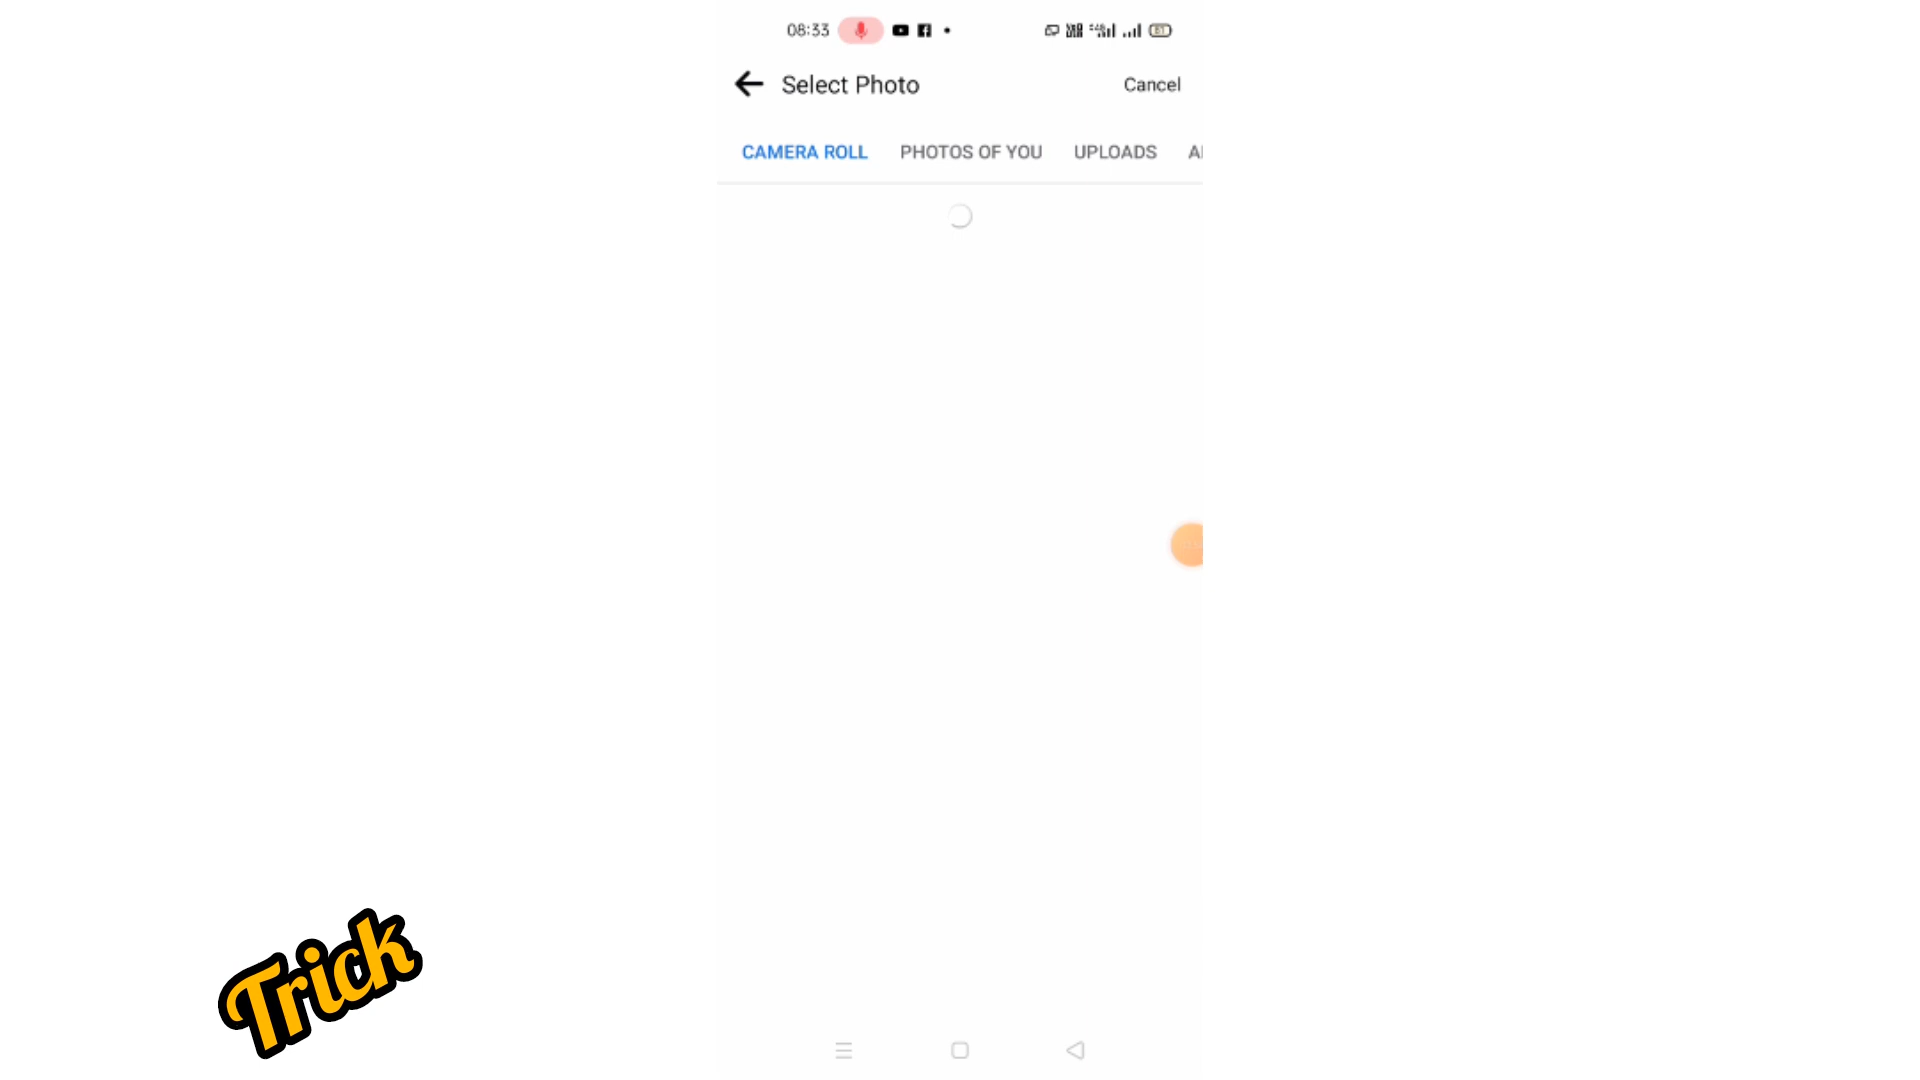 08:33
Select Photo
Cancel
CAMERA ROLL
PHOTOS OF YOU
UPLOADS
Trick